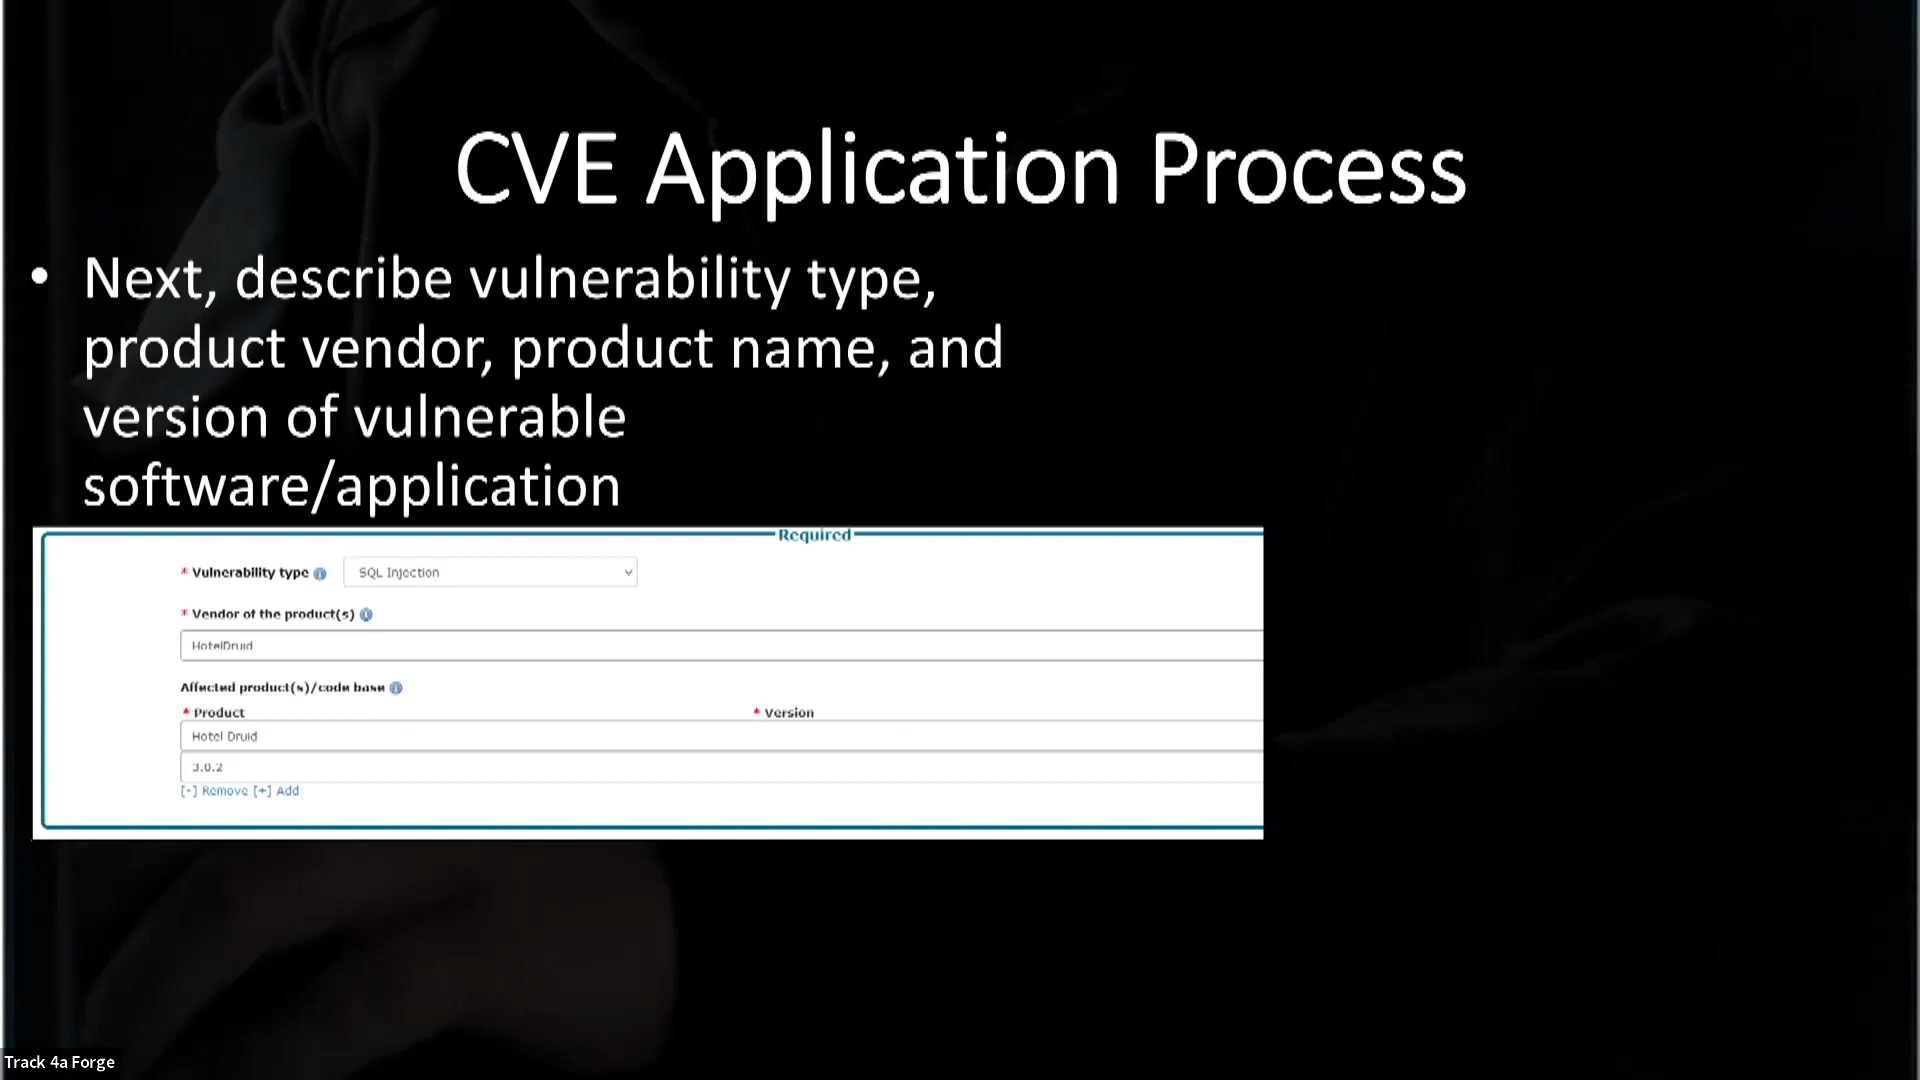 CVE Application Process
• Next, describe vulnerability type,
product vendor, product name, and
version of vulnerable
software/application
Required
* Vulnerability type
SQL Injection
* Vendor of the product(s)
HotelDruid
Affected product(s)/code base
* Product * Version
Hotel Druid
3.0.2
[-] Remove [+] Add
Track 4a Forge